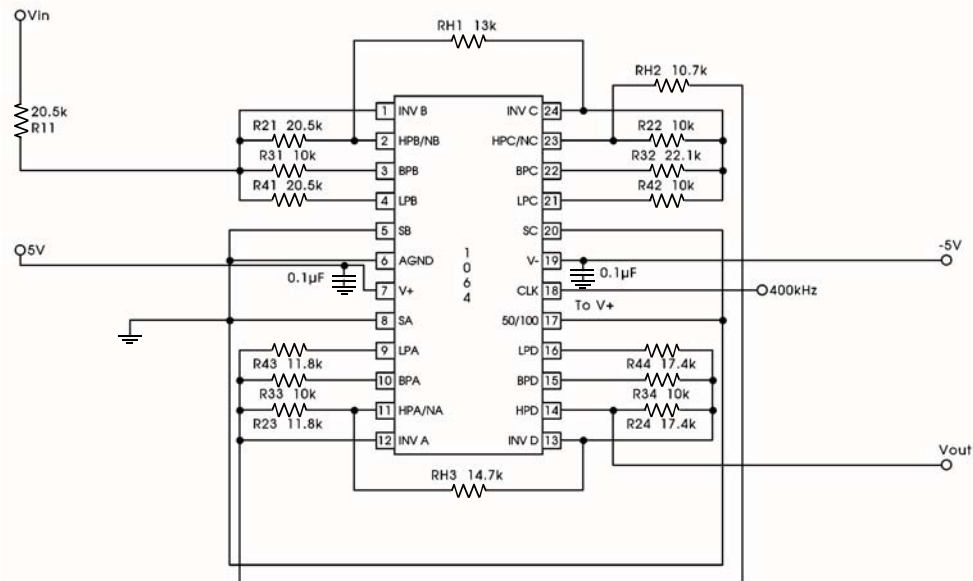 Vin
RH1 13k
RH2 10.7k
20.5k
R11
1 INV B
INV C 24
R21 20.5k
2 HPB/NB
HPC/NC 23
R22 10k
R31 10k
3 BPB
BPC 22
R32 22.1k
R41 20.5k
4 LPB
LPC 21
R42 10k
5 SB
SC 20
5V
6 AGND
1
0
6
4
V- 19
-5V
0.1µF
0.1µF
7 V+
CLK 18
400kHz
To V+
8 SA
50/100 17
9 LPA
LPD 16
R43 11.8k
R44 17.4k
10 BPA
BPD 15
R33 10k
R34 10k
11 HPA/NA
HPD 14
R23 11.8k
R24 17.4k
12 INV A
INV D 13
Vout
RH3 14.7k